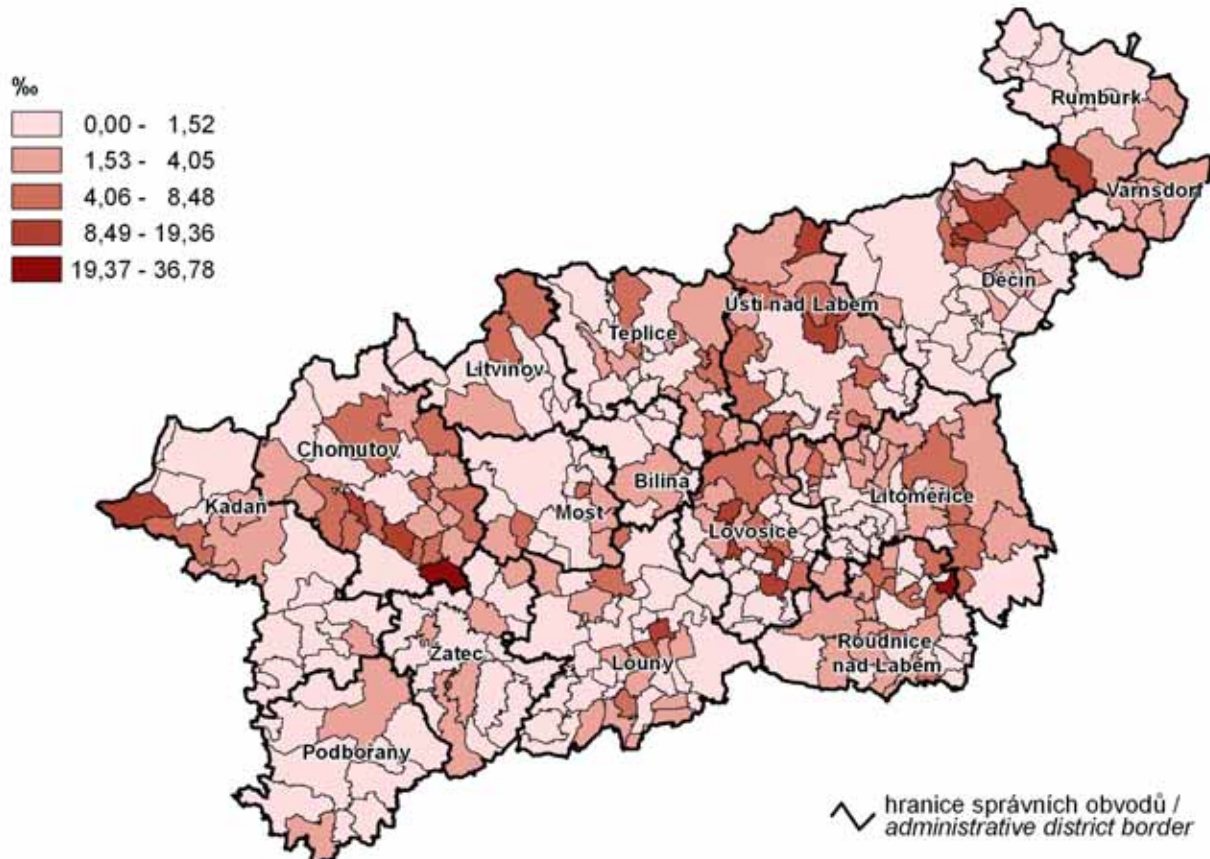 ‰
0,00 - 1,52
1,53 - 4,05
4,06 - 8,48
8,49 - 19,36
19,37 - 36,78
Rumburk
Varnsdorf
Děčín
Ústí nad Labem
Teplice
Litvínov
Chomutov
Kadaň
Most
Bílina
Litoměřice
Lovosice
Roudnice
nad Labem
Louny
Žatec
Podbořany
hranice správních obvodů /
administrative district border